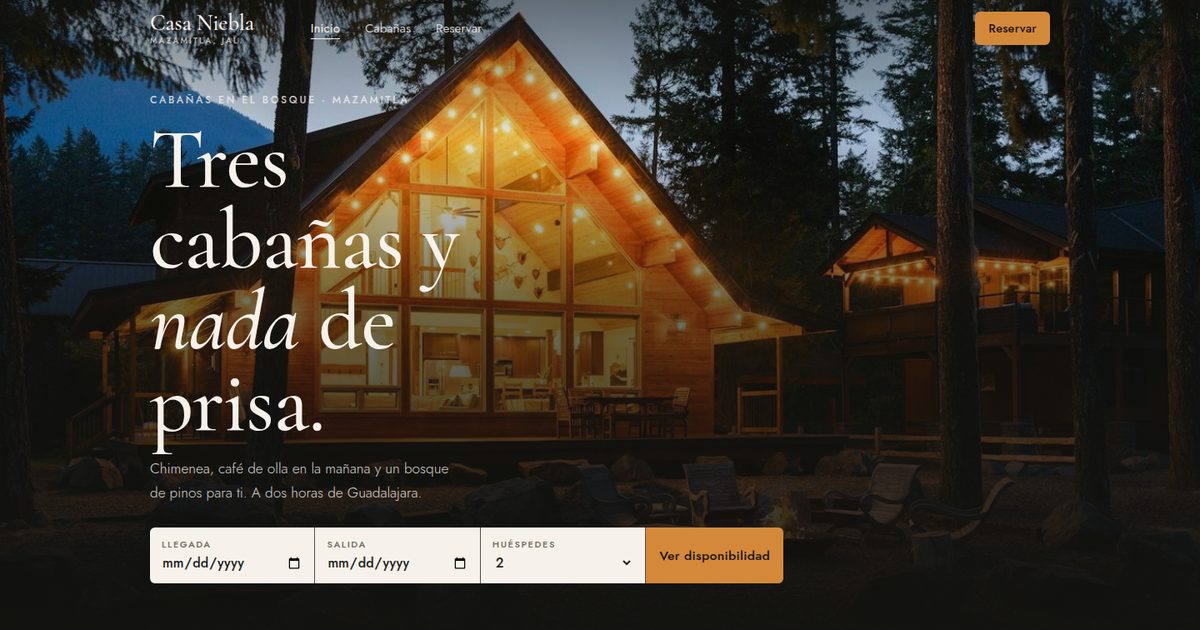 Casa Niebla
MAZAMITLA, JAL.
Inicio
Cabañas
Reservar
Reservar
CABAÑAS EN EL BOSQUE · MAZAMITLA
Tres
cabañas y
nada de
prisa.
Chimenea, café de olla en la mañana y un bosque
de pinos para ti. A dos horas de Guadalajara.
LLEGADA
mm/dd/yyyy
SALIDA
mm/dd/yyyy
HUÉSPEDES
2
Ver disponibilidad